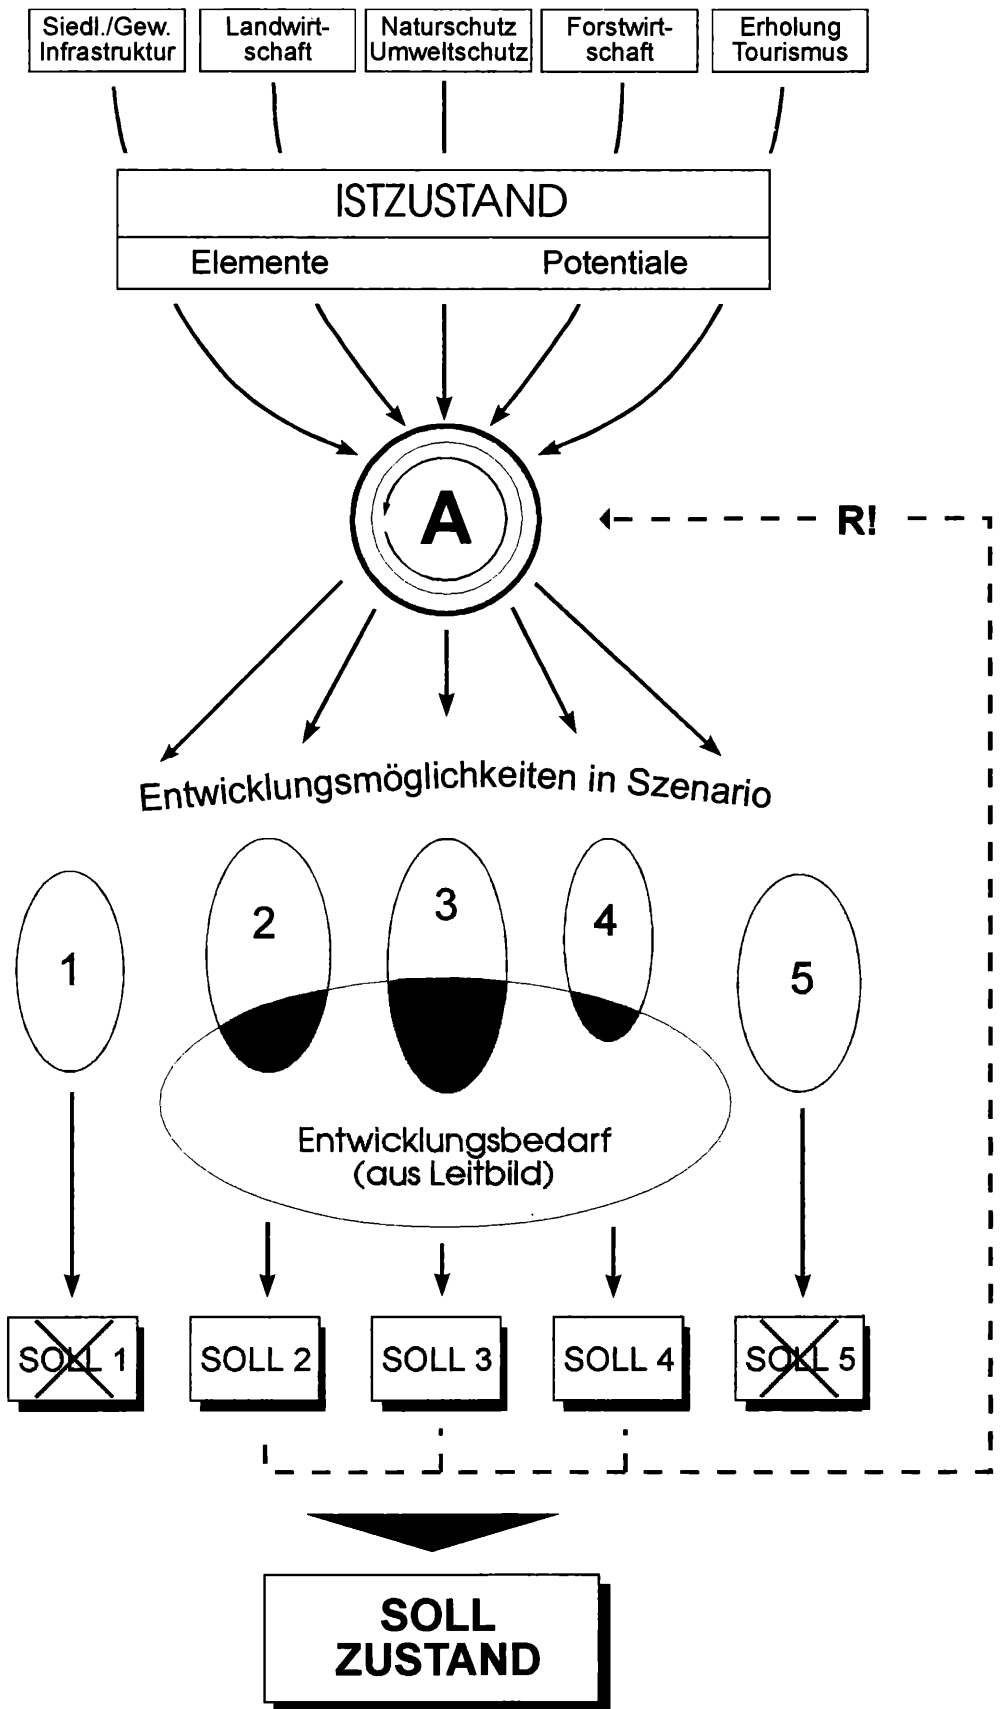 Siedl./Gew.
Infrastruktur
Landwirt-
schaft
Naturschutz
Umweltschutz
Forstwirt-
schaft
Erholung
Tourismus
ISTZUSTAND
Elemente
Potentiale
A
R!
Entwicklungsmöglichkeiten in Szenario
1
2
3
4
5
Entwicklungsbedarf
(aus Leitbild)
SOLL 1
SOLL 2
SOLL 3
SOLL 4
SOLL 5
SOLL
ZUSTAND